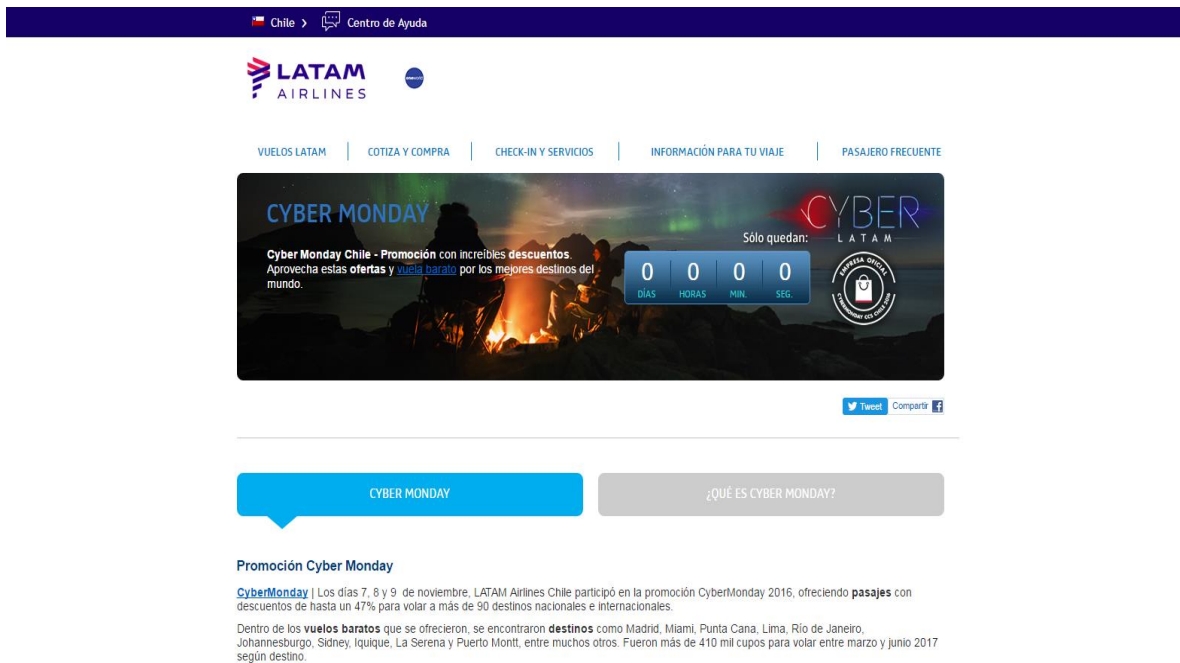 Chile > Centro de Ayuda
LATAM
AIRLINES
oneworld
VUELOS LATAM
COTIZA Y COMPRA
CHECK-IN Y SERVICIOS
INFORMACIÓN PARA TU VIAJE
PASAJERO FRECUENTE
CYBER MONDAY
Cyber Monday Chile - Promoción con increíbles descuentos.
Aprovecha estas ofertas y vuela barato por los mejores destinos del
mundo.
Sólo quedan:
0 0 0 0
DÍAS HORAS MIN. SEG.
CYBER
LATAM
EMPRESA OFICIAL
CYBERMONDAY CCS CHILE 2016
Tweet Compartir
CYBER MONDAY
¿QUÉ ES CYBER MONDAY?
Promoción Cyber Monday
CyberMonday | Los días 7, 8 y 9 de noviembre, LATAM Airlines Chile participó en la promoción CyberMonday 2016, ofreciendo pasajes con
descuentos de hasta un 47% para volar a más de 90 destinos nacionales e internacionales.
Dentro de los vuelos baratos que se ofrecieron, se encontraron destinos como Madrid, Miami, Punta Cana, Lima, Río de Janeiro,
Johannesburgo, Sidney, Iquique, La Serena y Puerto Montt, entre muchos otros. Fueron más de 410 mil cupos para volar entre marzo y junio 2017
según destino.